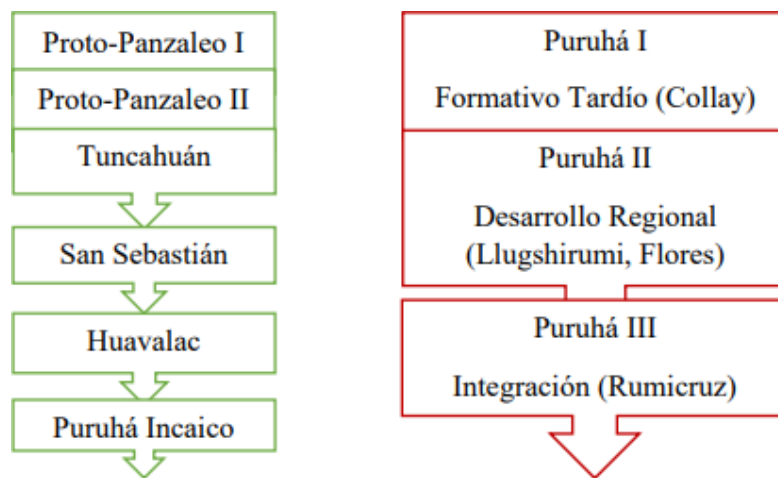 Proto-Panzaleo I
Proto-Panzaleo II
Tuncahuán
San Sebastián
Huavalac
Puruhá Incaico
Puruhá I
Formativo Tardío (Collay)
Puruhá II
Desarrollo Regional
(Llugshirumi, Flores)
Puruhá III
Integración (Rumicruz)